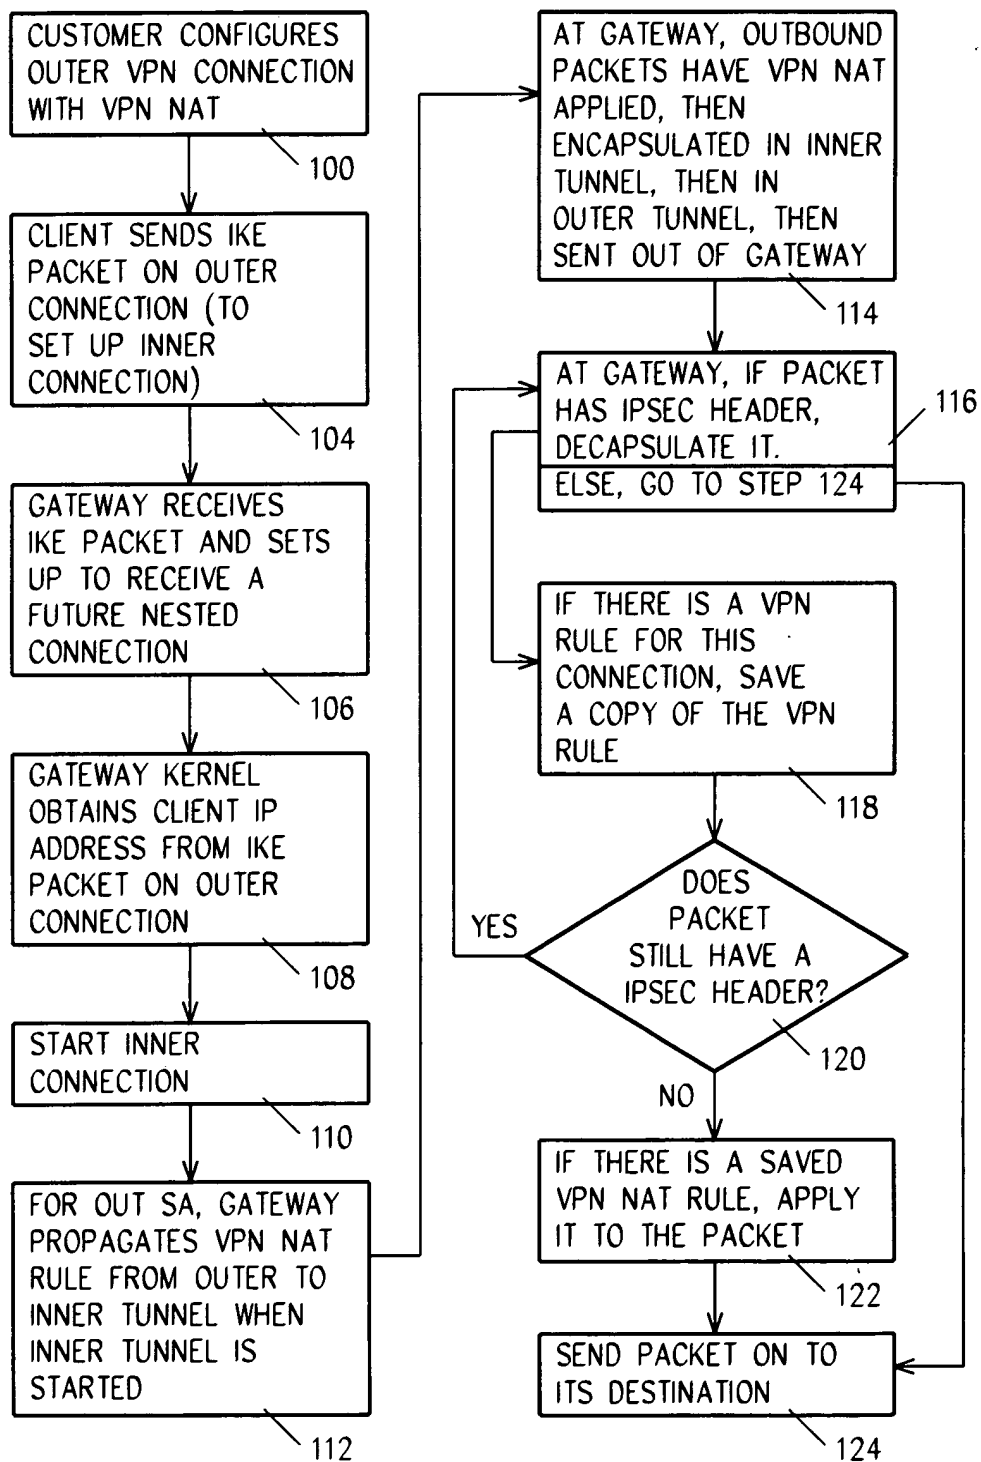 CUSTOMER CONFIGURES
OUTER VPN CONNECTION
WITH VPN NAT
100
CLIENT SENDS IKE
PACKET ON OUTER
CONNECTION (TO
SET UP INNER
CONNECTION)
104
GATEWAY RECEIVES
IKE PACKET AND SETS
UP TO RECEIVE A
FUTURE NESTED
CONNECTION
106
GATEWAY KERNEL
OBTAINS CLIENT IP
ADDRESS FROM IKE
PACKET ON OUTER
CONNECTION
108
START INNER
CONNECTION
110
FOR OUT SA, GATEWAY
PROPAGATES VPN NAT
RULE FROM OUTER TO
INNER TUNNEL WHEN
INNER TUNNEL IS
STARTED
112
AT GATEWAY, OUTBOUND
PACKETS HAVE VPN NAT
APPLIED, THEN
ENCAPSULATED IN INNER
TUNNEL, THEN IN
OUTER TUNNEL, THEN
SENT OUT OF GATEWAY
114
AT GATEWAY, IF PACKET
HAS IPSEC HEADER,
DECAPSULATE IT.
ELSE, GO TO STEP 124
116
IF THERE IS A VPN
RULE FOR THIS
CONNECTION, SAVE
A COPY OF THE VPN
RULE
118
DOES
PACKET
STILL HAVE A
IPSEC HEADER?
120
YES
NO
IF THERE IS A SAVED
VPN NAT RULE, APPLY
IT TO THE PACKET
122
SEND PACKET ON TO
ITS DESTINATION
124